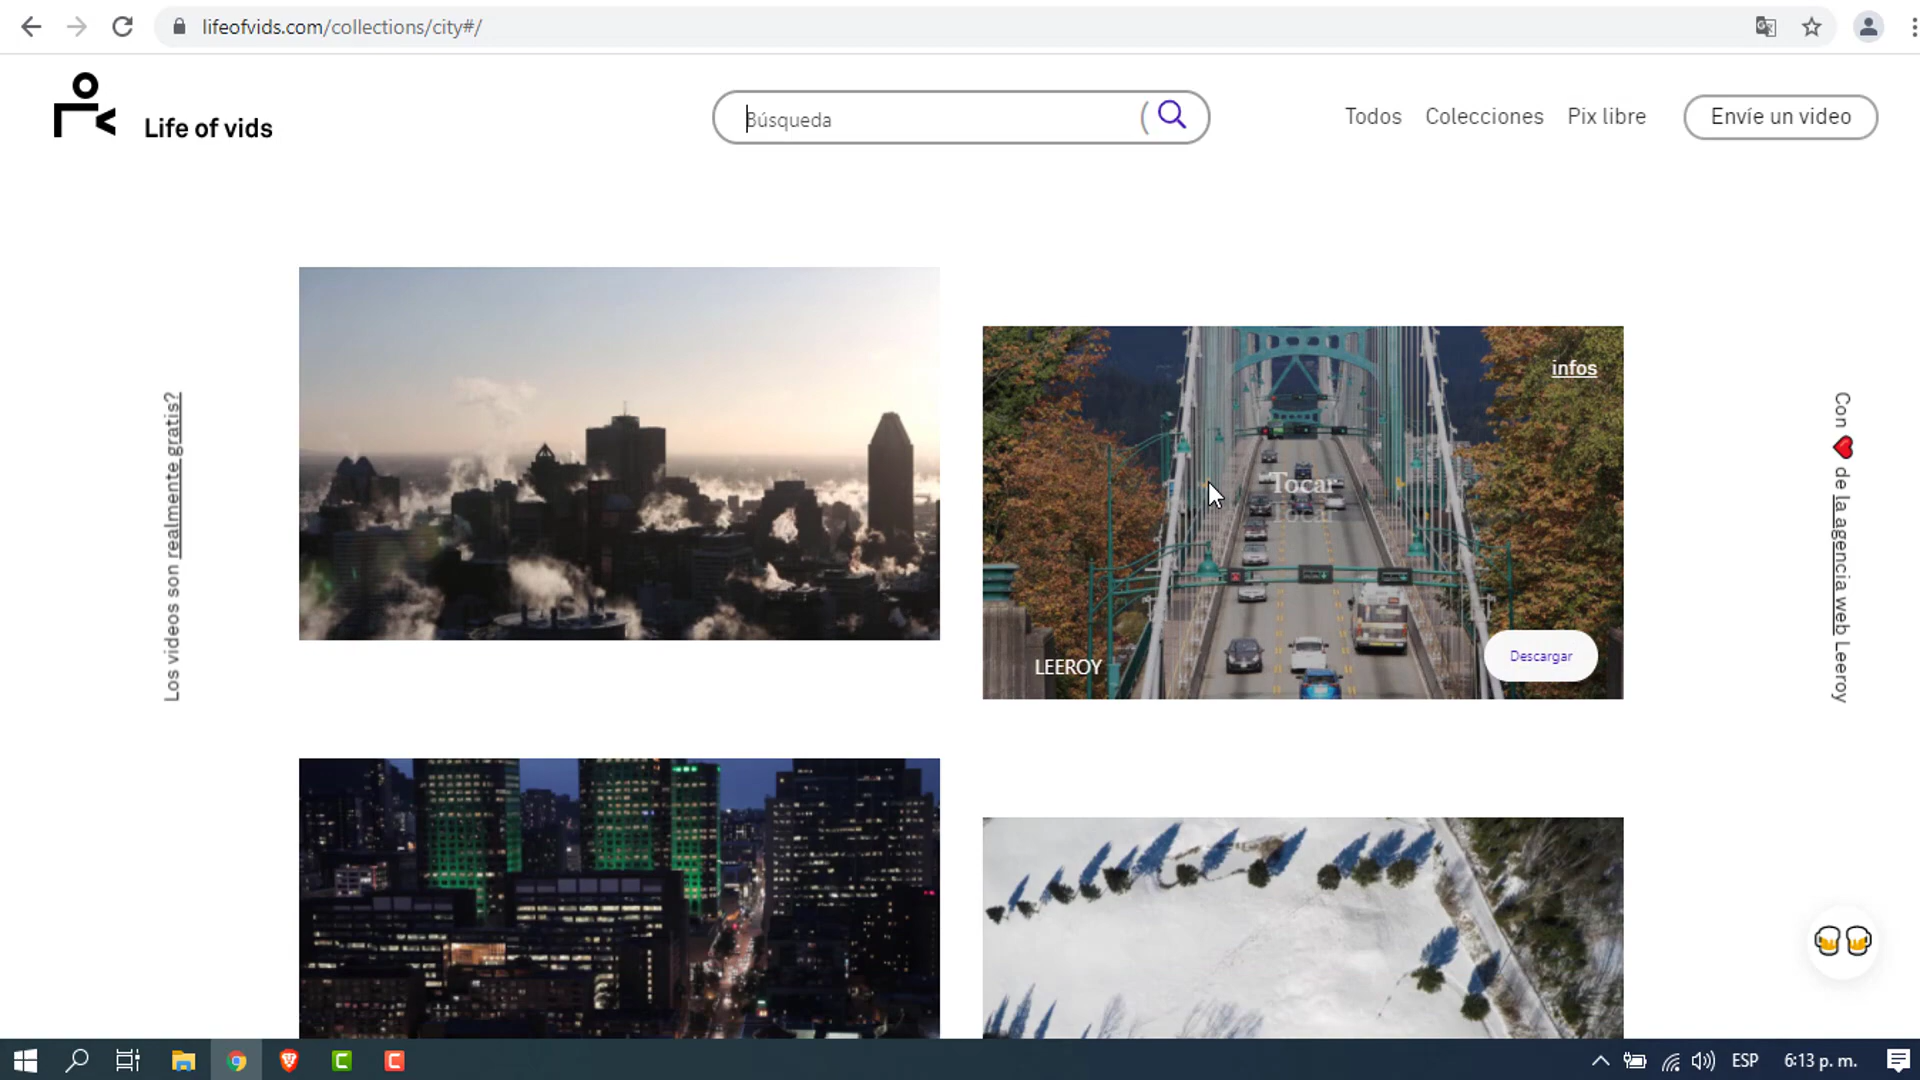 lifeofvids.com/collections/city#/
Life of vids
Búsqueda
Todos
Colecciones
Pix libre
Envíe un video
Los videos son realmente gratis?
infos
Tocar
Tocar
LEEROY
Descargar
Con de la agencia web Leeroy
ESP
6:13 p. m.